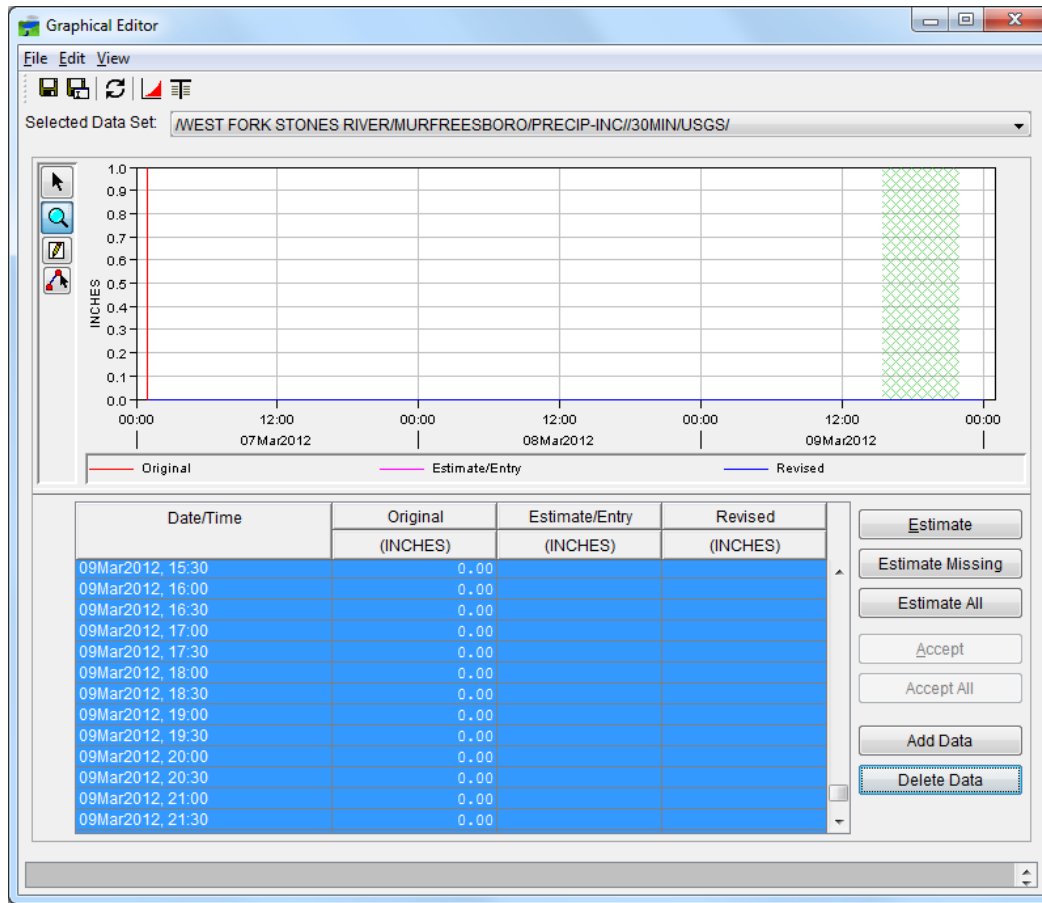 Graphical Editor
File Edit View
Selected Data Set: /WEST FORK STONES RIVER/MURFREESBORO/PRECIP-INC//30MIN/USGS/
1.0
0.9
0.8
0.7
0.6
0.5
0.4
0.3
0.2
0.1
0.0
INCHES
00:00 12:00 00:00 12:00 00:00 12:00 00:00
07Mar2012 08Mar2012 09Mar2012
Original Estimate/Entry Revised
Date/Time Original Estimate/Entry Revised
(INCHES) (INCHES) (INCHES)
09Mar2012, 15:30 0.00
09Mar2012, 16:00 0.00
09Mar2012, 16:30 0.00
09Mar2012, 17:00 0.00
09Mar2012, 17:30 0.00
09Mar2012, 18:00 0.00
09Mar2012, 18:30 0.00
09Mar2012, 19:00 0.00
09Mar2012, 19:30 0.00
09Mar2012, 20:00 0.00
09Mar2012, 20:30 0.00
09Mar2012, 21:00 0.00
09Mar2012, 21:30 0.00
Estimate
Estimate Missing
Estimate All
Accept
Accept All
Add Data
Delete Data